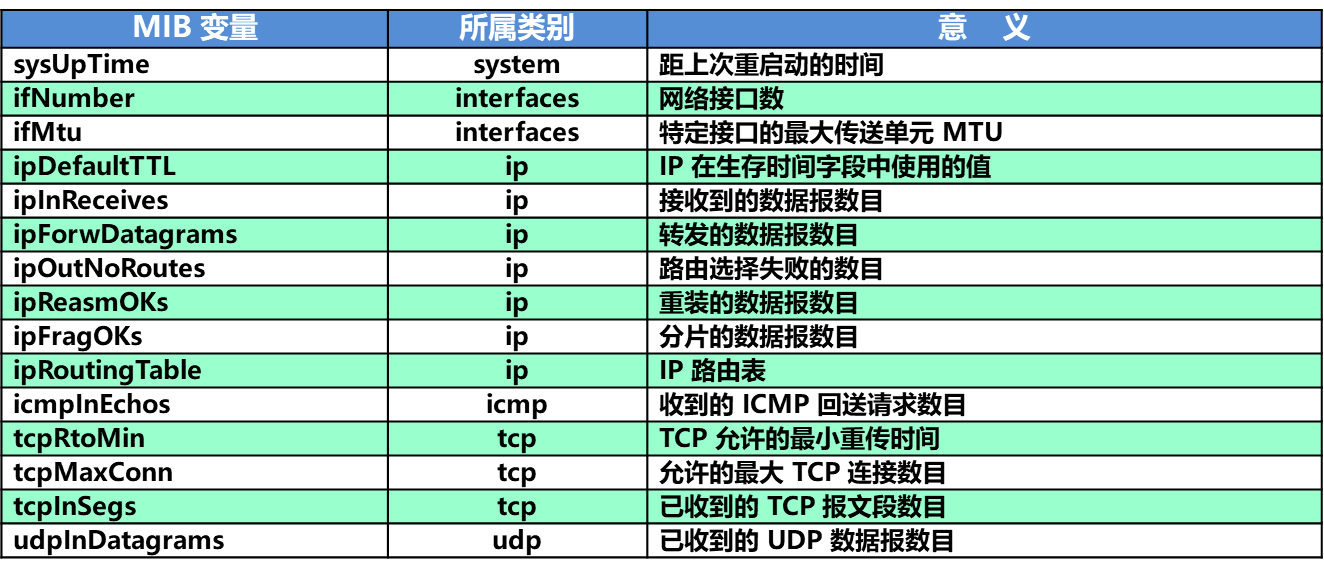 MIB 变量 所属类别 意 义
sysUpTime system 距上次重启动的时间
ifNumber interfaces 网络接口数
ifMtu interfaces 特定接口的最大传送单元 MTU
ipDefaultTTL ip IP 在生存时间字段中使用的值
ipInReceives ip 接收到的数据报数目
ipForwDatagrams ip 转发的数据报数目
ipOutNoRoutes ip 路由选择失败的数目
ipReasmOKs ip 重装的数据报数目
ipFragOKs ip 分片的数据报数目
ipRoutingTable ip IP 路由表
icmpInEchos icmp 收到的 ICMP 回送请求数目
tcpRtoMin tcp TCP 允许的最小重传时间
tcpMaxConn tcp 允许的最大 TCP 连接数目
tcpInSegs tcp 已收到的 TCP 报文段数目
udpInDatagrams udp 已收到的 UDP 数据报数目